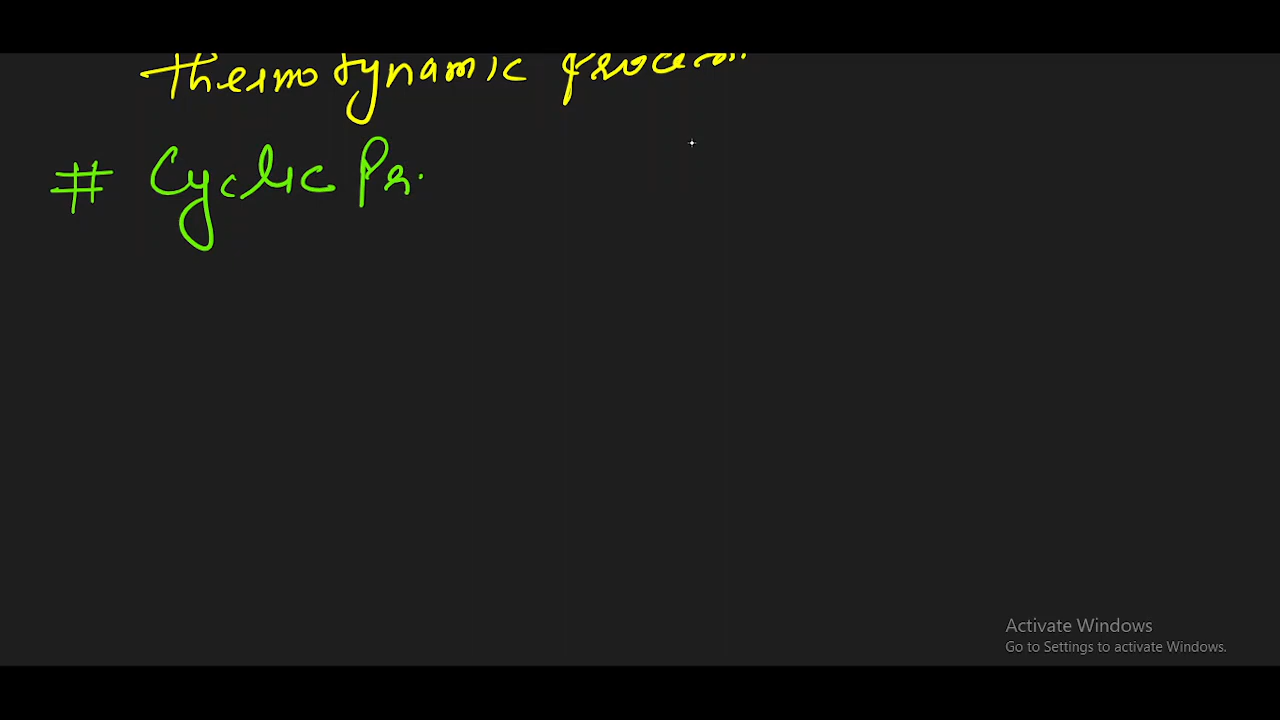 Thermodynamic process
# Cyclic Pr.
Activate Windows
Go to Settings to activate Windows.